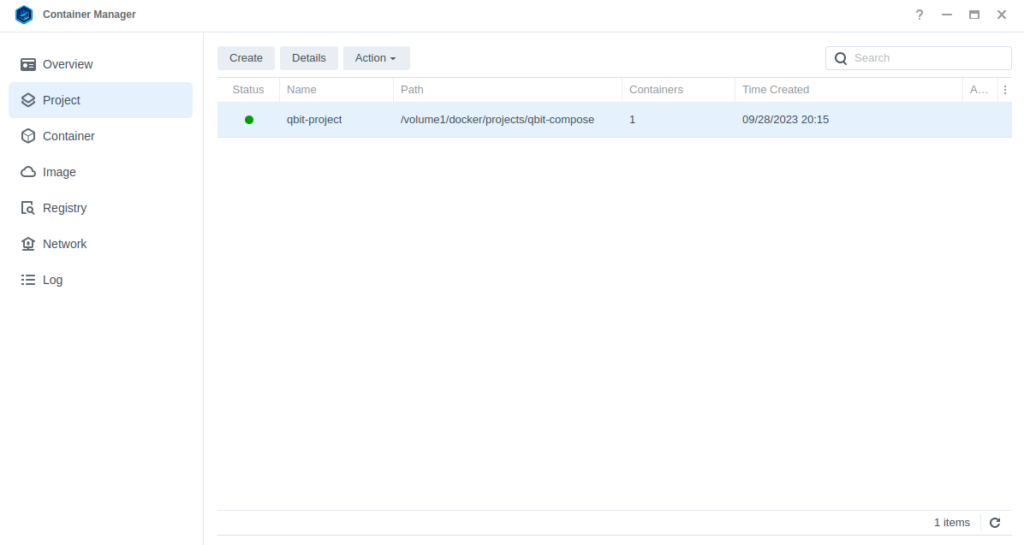 Container Manager
?
Overview
Project
Container
Image
Registry
Network
Log
Create Details Action
Search
Status Name Path Containers Time Created A...
qbit-project /volume1/docker/projects/qbit-compose 1 09/28/2023 20:15
1 items